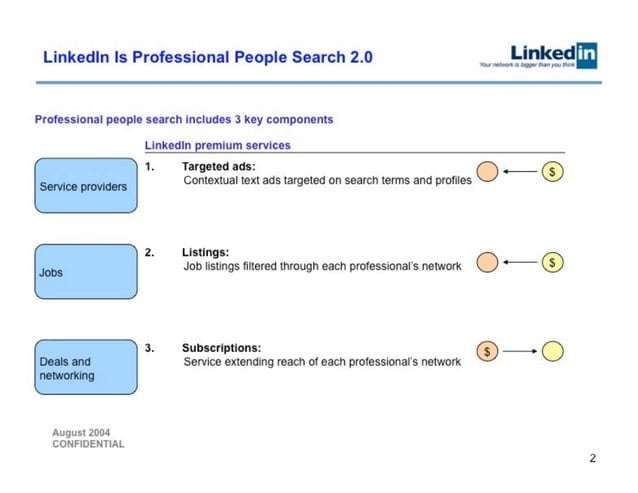 LinkedIn Is Professional People Search 2.0
Linked in
Your network is bigger than you think
Professional people search includes 3 key components
LinkedIn premium services
Service providers
1. Targeted ads:
Contextual text ads targeted on search terms and profiles
$
Jobs
2. Listings:
Job listings filtered through each professional's network
$
Deals and
networking
3. Subscriptions:
Service extending reach of each professional's network
$
August 2004
CONFIDENTIAL
2